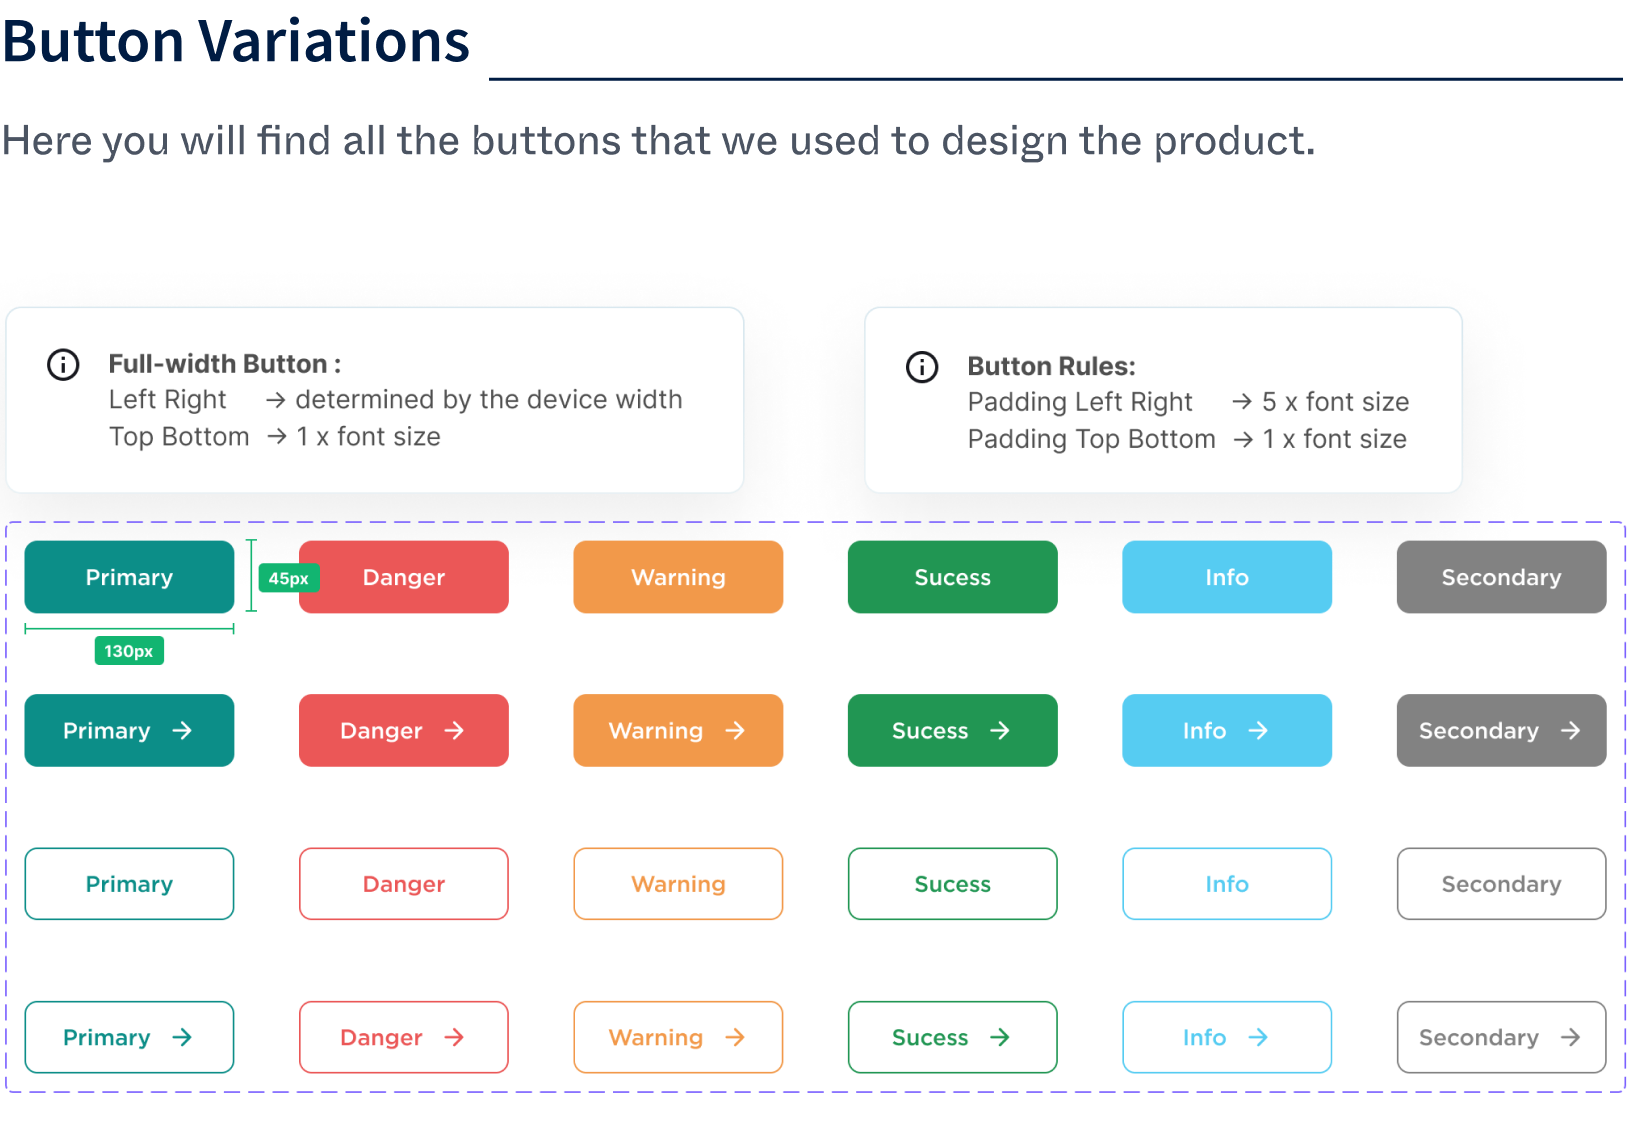 Button Variations
Here you will find all the buttons that we used to design the product.
Full-width Button :
Left Right → determined by the device width
Top Bottom → 1 x font size
Button Rules:
Padding Left Right → 5 x font size
Padding Top Bottom → 1 x font size
Primary 45px Danger Warning Sucess Info Secondary
130px
Primary → Danger → Warning → Sucess → Info → Secondary →
Primary Danger Warning Sucess Info Secondary
Primary → Danger → Warning → Sucess → Info → Secondary →